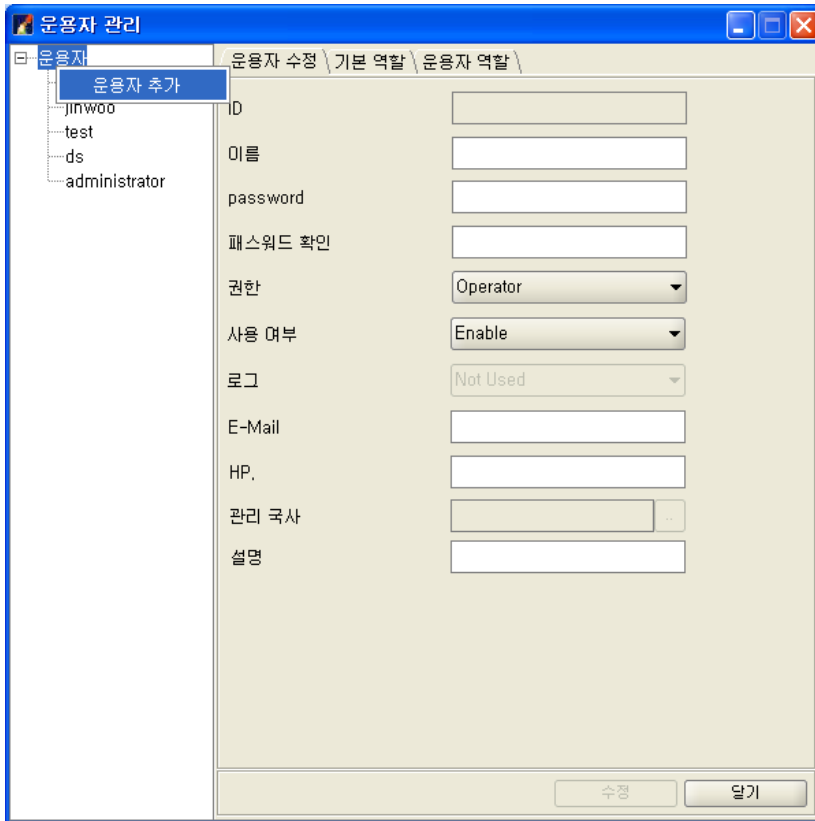 운용자 관리
운용자
운용자 추가
jinwoo
test
ds
administrator
운용자 수정 기본 역할 운용자 역할
ID
이름
password
패스워드 확인
권한 Operator
사용 여부 Enable
로그 Not Used
E-Mail
HP.
관리 국사 ..
설명
수정 닫기